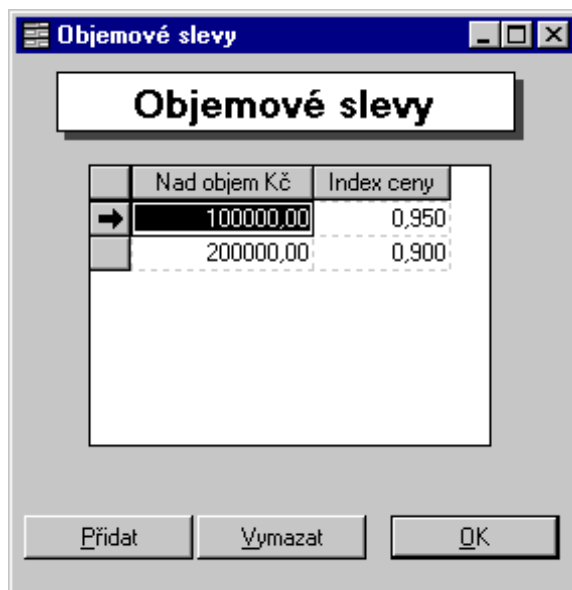 Objemové slevy
Objemové slevy
Nad objem Kč Index ceny
100000,00 0,950
200000,00 0,900
Přidat Vymazat OK